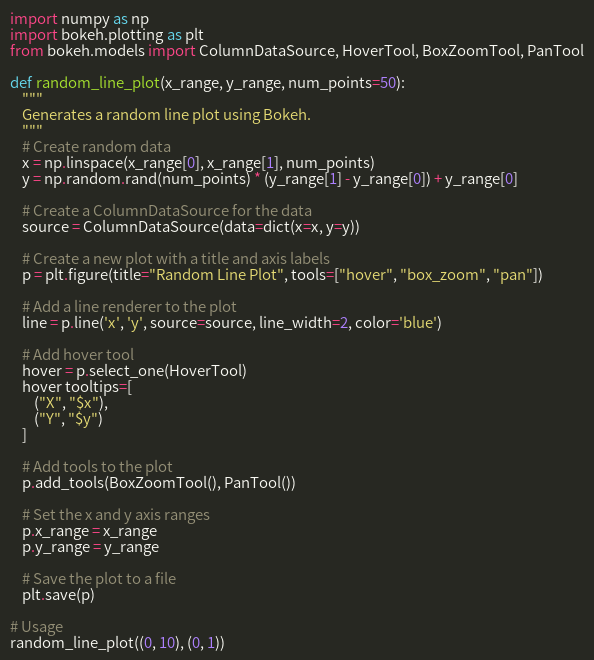 import numpy as np
import bokeh.plotting as plt
from bokeh.models import ColumnDataSource, HoverTool, BoxZoomTool, PanTool

def random_line_plot(x_range, y_range, num_points=50):
    """
    Generates a random line plot using Bokeh.
    """
    # Create random data
    x = np.linspace(x_range[0], x_range[1], num_points)
    y = np.random.rand(num_points) * (y_range[1] - y_range[0]) + y_range[0]

    # Create a ColumnDataSource for the data
    source = ColumnDataSource(data=dict(x=x, y=y))

    # Create a new plot with a title and axis labels
    p = plt.figure(title="Random Line Plot", tools=["hover", "box_zoom", "pan"])

    # Add a line renderer to the plot
    line = p.line('x', 'y', source=source, line_width=2, color='blue')

    # Add hover tool
    hover = p.select_one(HoverTool)
    hover tooltips=[
        ("X", "$x"),
        ("Y", "$y")
    ]

    # Add tools to the plot
    p.add_tools(BoxZoomTool(), PanTool())

    # Set the x and y axis ranges
    p.x_range = x_range
    p.y_range = y_range

    # Save the plot to a file
    plt.save(p)

# Usage
random_line_plot((0, 10), (0, 1))